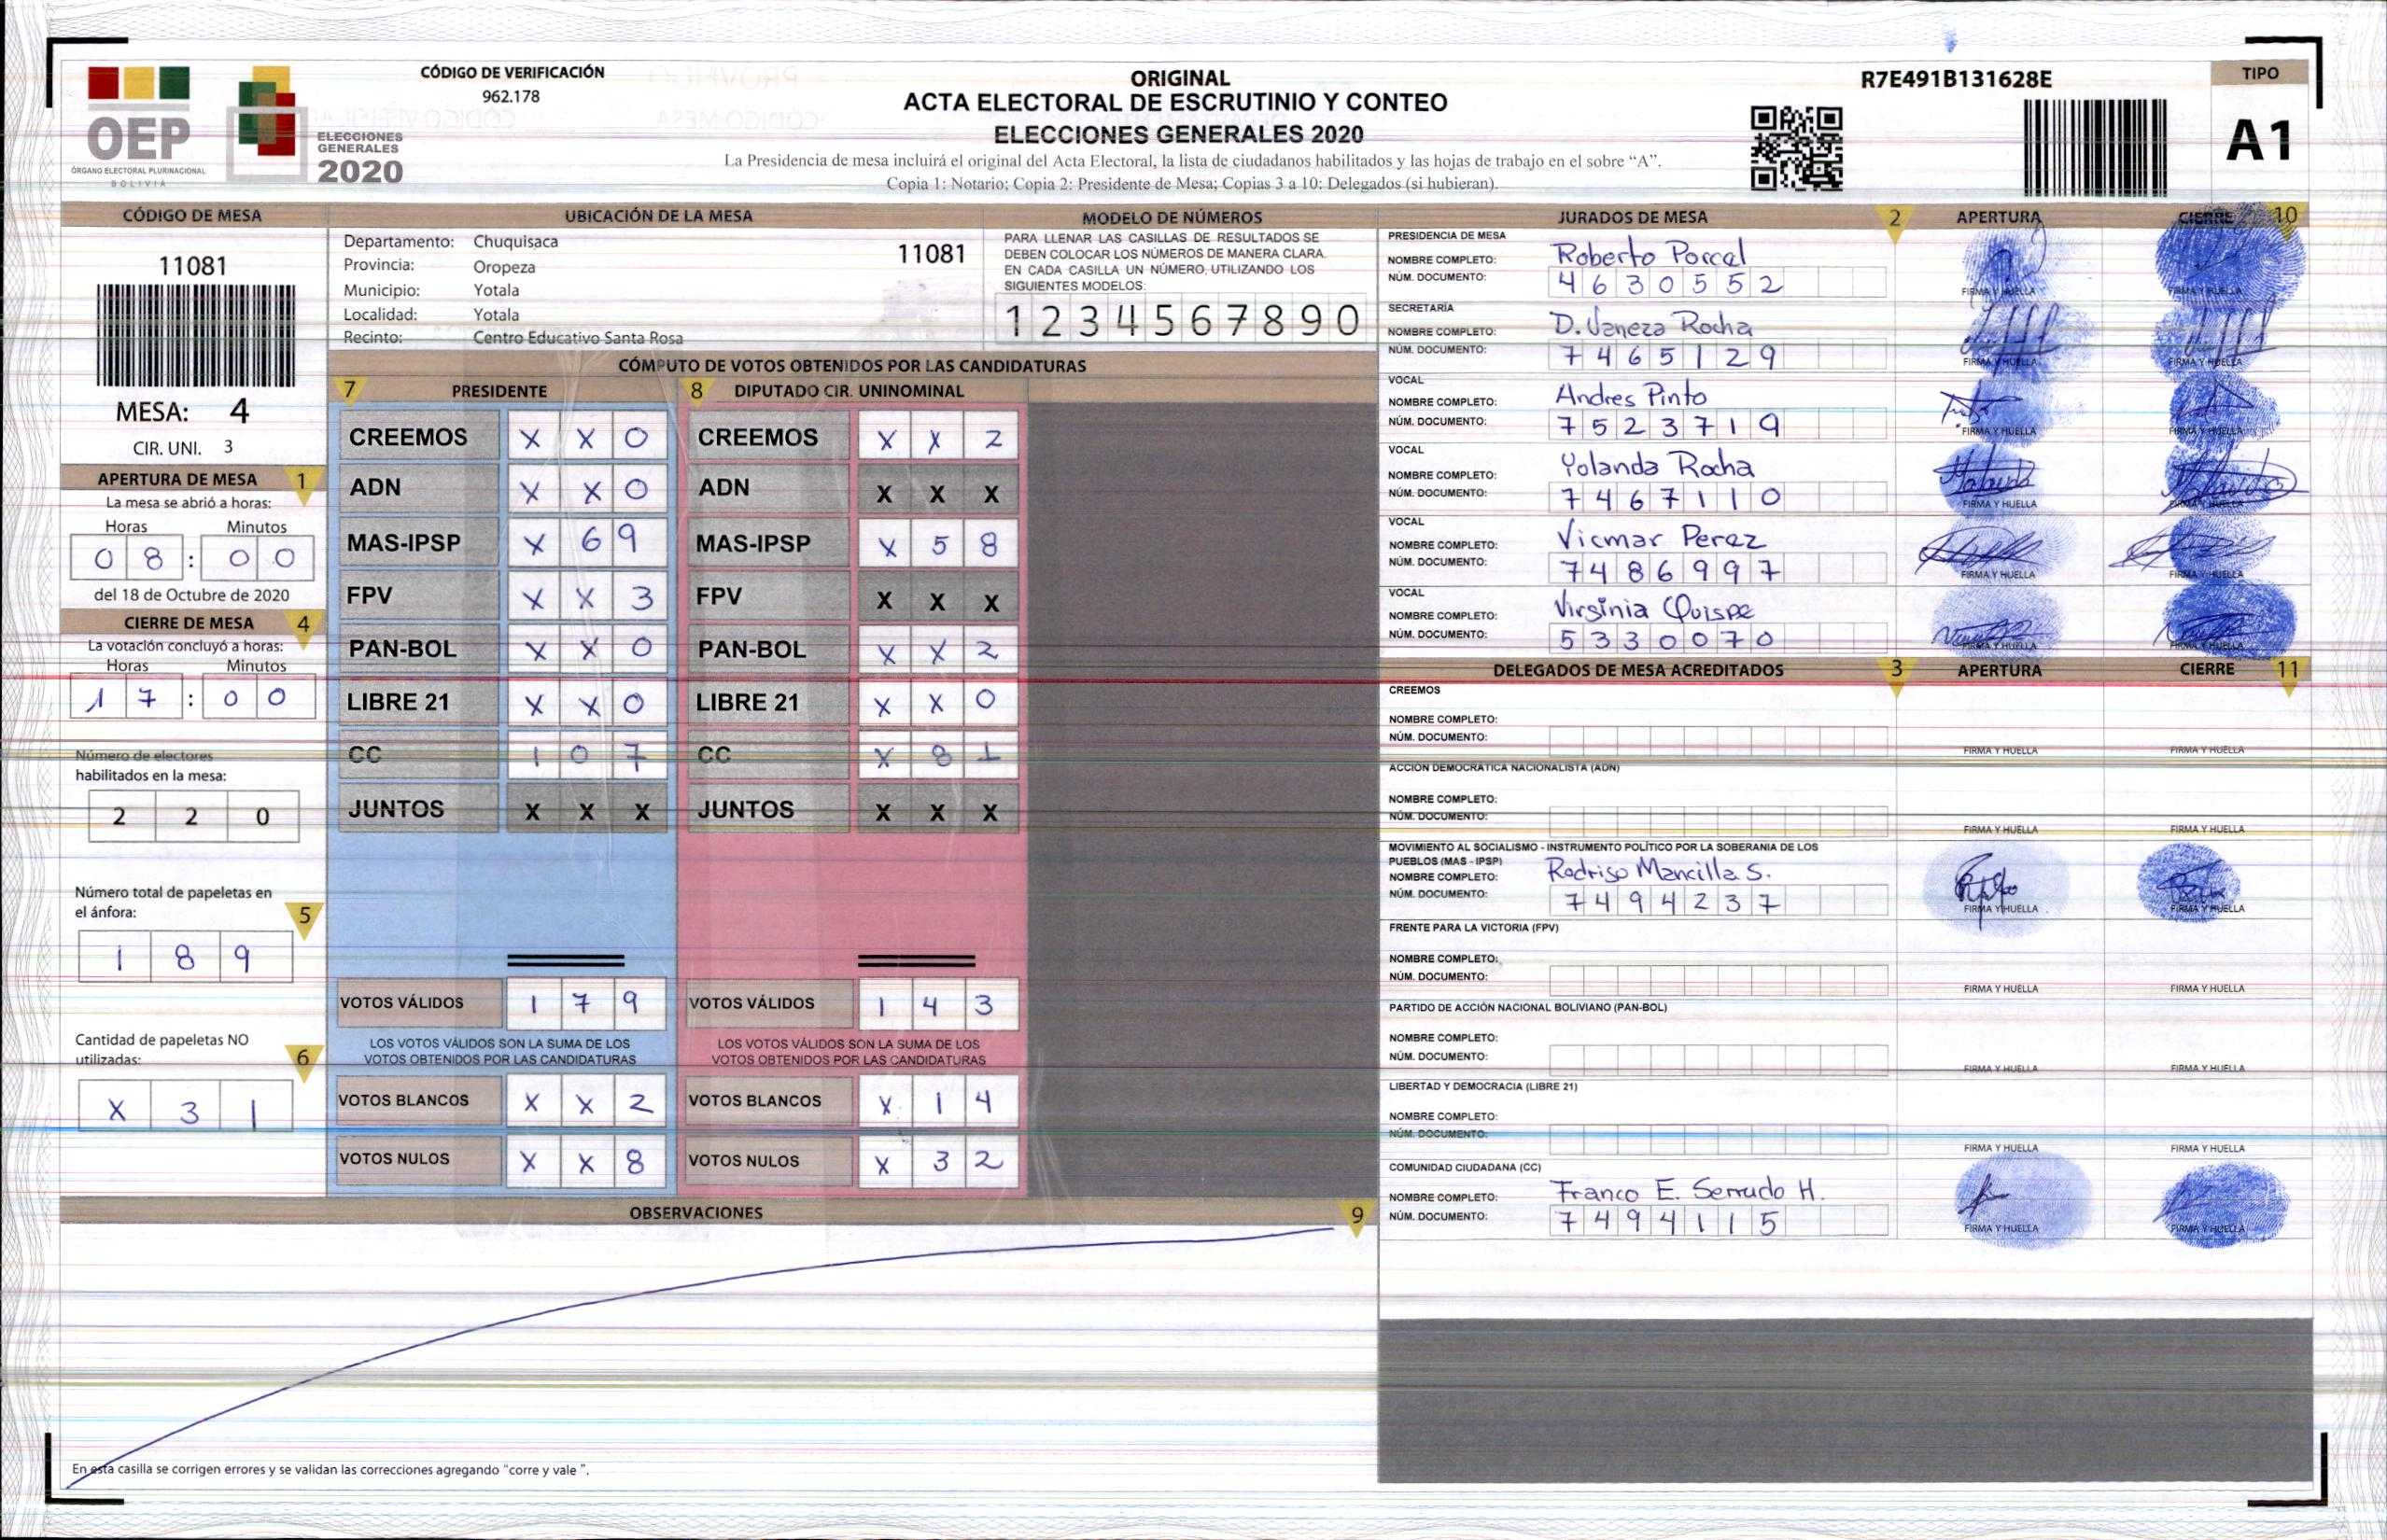 CÓDIGO DE VERIFICACIÓN
962.178
OEP
ÓRGANO ELECTORAL PLURINACIONAL
BOLIVIA
ELECCIONES
GENERALES
2020
ORIGINAL
ACTA ELECTORAL DE ESCRUTINIO Y CONTEO
ELECCIONES GENERALES 2020
La Presidencia de mesa incluirá el original del Acta Electoral, la lista de ciudadanos habilitados y las hojas de trabajo en el sobre “A”.
Copia 1: Notario; Copia 2: Presidente de Mesa; Copias 3 a 10: Delegados (si hubieran).
R7E491B131628E
TIPO
A1
CÓDIGO DE MESA
11081
MESA: 4
CIR. UNI. 3
APERTURA DE MESA 1
La mesa se abrió a horas:
Horas Minutos
0 8 : 0 0
del 18 de Octubre de 2020
CIERRE DE MESA 4
La votación concluyó a horas:
Horas Minutos
1 7 : 0 0
Número de electores
habilitados en la mesa:
2 2 0
Número total de papeletas en
el ánfora: 5
1 8 9
Cantidad de papeletas NO
utilizadas: 6
X 3 1
UBICACIÓN DE LA MESA
Departamento: Chuquisaca
11081
Provincia: Oropeza
Municipio: Yotala
Localidad: Yotala
Recinto: Centro Educativo Santa Rosa
MODELO DE NÚMEROS
PARA LLENAR LAS CASILLAS DE RESULTADOS SE
DEBEN COLOCAR LOS NÚMEROS DE MANERA CLARA.
EN CADA CASILLA UN NÚMERO, UTILIZANDO LOS
SIGUIENTES MODELOS:
1 2 3 4 5 6 7 8 9 0
CÓMPUTO DE VOTOS OBTENIDOS POR LAS CANDIDATURAS
7 PRESIDENTE
CREEMOS X X 0
ADN X X 0
MAS-IPSP X 6 9
FPV X X 3
PAN-BOL X X 0
LIBRE 21 X X 0
CC 1 0 7
JUNTOS X X X
VOTOS VÁLIDOS 1 7 9
LOS VOTOS VÁLIDOS SON LA SUMA DE LOS
VOTOS OBTENIDOS POR LAS CANDIDATURAS
VOTOS BLANCOS X X 2
VOTOS NULOS X X 8
8 DIPUTADO CIR. UNINOMINAL
CREEMOS X X 2
ADN X X X
MAS-IPSP X 5 8
FPV X X X
PAN-BOL X X 2
LIBRE 21 X X 0
CC X 8 1
JUNTOS X X X
VOTOS VÁLIDOS 1 4 3
LOS VOTOS VÁLIDOS SON LA SUMA DE LOS
VOTOS OBTENIDOS POR LAS CANDIDATURAS
VOTOS BLANCOS X 1 4
VOTOS NULOS X 3 2
OBSERVACIONES 9
En esta casilla se corrigen errores y se validan las correcciones agregando “corre y vale ”.
JURADOS DE MESA 2 APERTURA CIERRE 10
PRESIDENCIA DE MESA
NOMBRE COMPLETO: Roberto Porcel
NÚM. DOCUMENTO: 4 6 3 0 5 5 2
FIRMA Y HUELLA FIRMA Y HUELLA
SECRETARÍA
NOMBRE COMPLETO: D. Vaneza Rocha
NÚM. DOCUMENTO: 7 4 6 5 1 2 9
FIRMA Y HUELLA FIRMA Y HUELLA
VOCAL
NOMBRE COMPLETO: Andres Pinto
NÚM. DOCUMENTO: 7 5 2 3 7 1 9
FIRMA Y HUELLA FIRMA Y HUELLA
VOCAL
NOMBRE COMPLETO: Yolanda Rocha
NÚM. DOCUMENTO: 7 4 6 7 1 1 0
FIRMA Y HUELLA FIRMA Y HUELLA
VOCAL
NOMBRE COMPLETO: Vicmar Perez
NÚM. DOCUMENTO: 7 4 8 6 9 9 7
FIRMA Y HUELLA FIRMA Y HUELLA
VOCAL
NOMBRE COMPLETO: Virginia Quispe
NÚM. DOCUMENTO: 5 3 3 0 0 7 0
FIRMA Y HUELLA FIRMA Y HUELLA
DELEGADOS DE MESA ACREDITADOS 3 APERTURA CIERRE 11
CREEMOS
NOMBRE COMPLETO:
NÚM. DOCUMENTO:
FIRMA Y HUELLA FIRMA Y HUELLA
ACCIÓN DEMOCRÁTICA NACIONALISTA (ADN)
NOMBRE COMPLETO:
NÚM. DOCUMENTO:
FIRMA Y HUELLA FIRMA Y HUELLA
MOVIMIENTO AL SOCIALISMO - INSTRUMENTO POLÍTICO POR LA SOBERANIA DE LOS
PUEBLOS (MAS - IPSP)
NOMBRE COMPLETO: Rodrigo Mancilla S.
NÚM. DOCUMENTO: 7 4 9 4 2 3 7
FIRMA Y HUELLA FIRMA Y HUELLA
FRENTE PARA LA VICTORIA (FPV)
NOMBRE COMPLETO:
NÚM. DOCUMENTO:
FIRMA Y HUELLA FIRMA Y HUELLA
PARTIDO DE ACCIÓN NACIONAL BOLIVIANO (PAN-BOL)
NOMBRE COMPLETO:
NÚM. DOCUMENTO:
FIRMA Y HUELLA FIRMA Y HUELLA
LIBERTAD Y DEMOCRACIA (LIBRE 21)
NOMBRE COMPLETO:
NÚM. DOCUMENTO:
FIRMA Y HUELLA FIRMA Y HUELLA
COMUNIDAD CIUDADANA (CC)
NOMBRE COMPLETO: Franco E. Serrudo H.
NÚM. DOCUMENTO: 7 4 9 4 1 1 5
FIRMA Y HUELLA FIRMA Y HUELLA